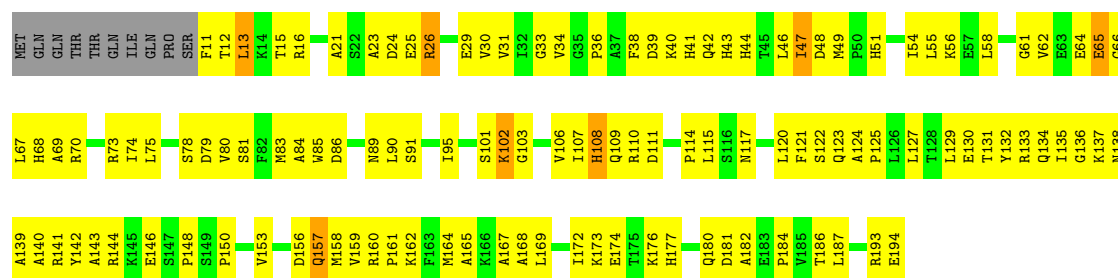 MET GLN GLN THR THR GLN ILE GLN PRO SER F11 T12 L13 K14 T15 R16 A21 S22 A23 D24 E25 R26 E29 V30 V31 I32 G33 V34 G35 P36 A37 F38 D39 K40 H41 Q42 H43 H44 T45 L46 I47 D48 M49 P50 H51 I54 L55 K56 E57 L58 G61 V62 E63 E64 E65 G66
L67 H68 A69 R70 R73 I74 L75 S78 D79 V80 S81 F82 M83 A84 W85 D86 N89 L90 S91 I95 S101 K102 G103 V106 I107 H108 Q109 R110 D111 P114 L115 S116 N117 L120 F121 S122 Q123 A124 P125 L126 L127 T128 L129 E130 T131 Y132 R133 Q134 I135 G136 K137 N138
A139 A140 R141 Y142 A143 R144 K145 E146 S147 P148 S149 P150 V153 D156 Q157 M158 V159 R160 P161 K162 F163 M164 A165 K166 A167 A168 L169 I172 K173 E174 T175 K176 H177 Q180 D181 A182 E183 P184 V185 T186 L187 R193 E194